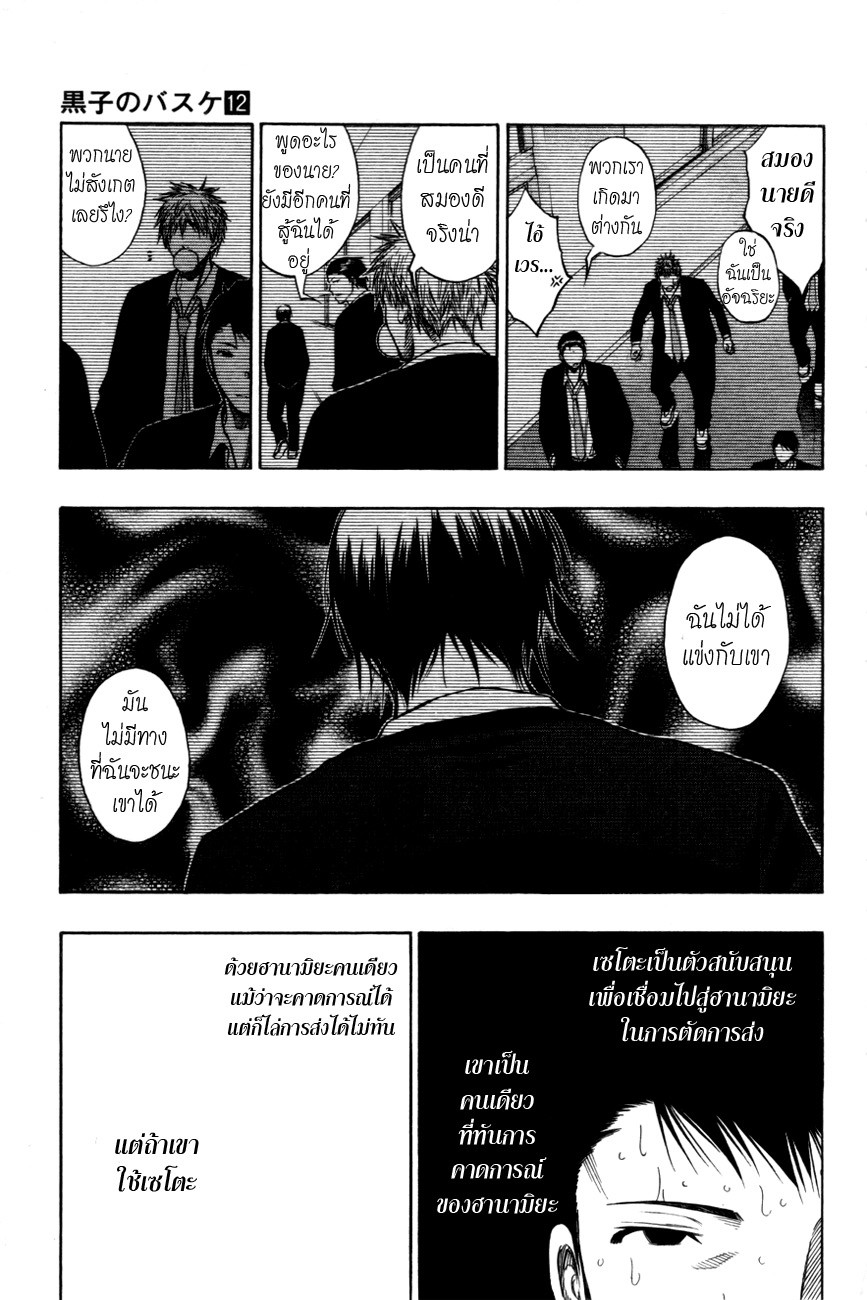 黒子のバスケ12
สมอง
นายดี
จริง
ใช่
ฉันเป็น
อัจฉริยะ
พวกเรา
เกิดมา
ต่างกัน
ไอ้
เวร...
เป็นคนที่
สมองดี
จริงน่า
พูดอะไร
ของนาย?
ยังมีอีกคนที่
สู้ฉันได้
อยู่
พวกนาย
ไม่สังเกต
เลยรึไง?
ฉันไม่ได้
แข่งกับเขา
มัน
ไม่มีทาง
ที่ฉันจะชนะ
เขาได้
เซโตะเป็นตัวสนับสนุน
เพื่อเชื่อมไปสู่ฮานามิยะ
ในการตัดการส่ง
เขาเป็น
คนเดียว
ที่ทันการ
คาดการณ์
ของฮานามิยะ
ด้วยฮานามิยะคนเดียว
แม้ว่าจะคาดการณ์ได้
แต่ก็ไล่การส่งได้ไม่ทัน
แต่ถ้าเขา
ใช้เซโตะ